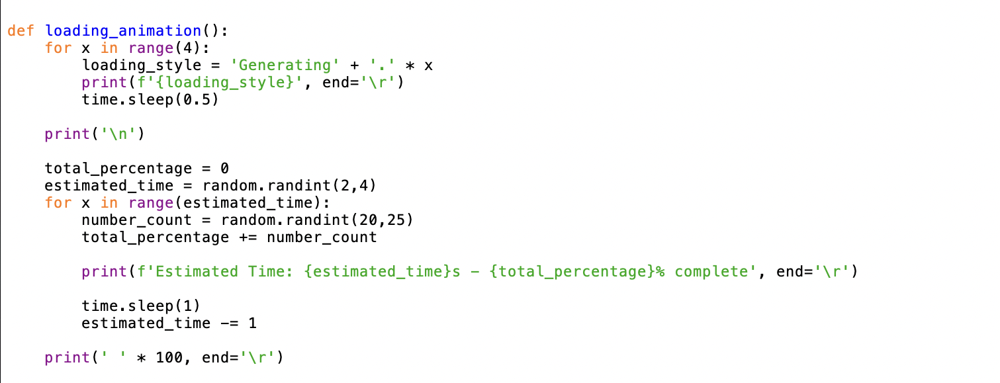 def loading_animation():
    for x in range(4):
        loading_style = 'Generating' + '.' * x
        print(f'{loading_style}', end='\r')
        time.sleep(0.5)

    print('\n')

    total_percentage = 0
    estimated_time = random.randint(2,4)
    for x in range(estimated_time):
        number_count = random.randint(20,25)
        total_percentage += number_count

        print(f'Estimated Time: {estimated_time}s - {total_percentage}% complete', end='\r')

        time.sleep(1)
        estimated_time -= 1

    print(' ' * 100, end='\r')